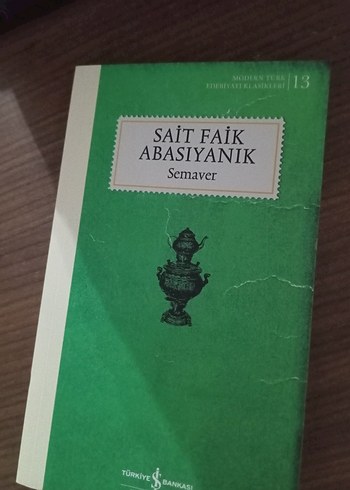 MODERN TÜRK
EDEBİYATI KLASİKLERİ 13
SAİT FAİK
ABASIYANIK
Semaver
TÜRKİYE İŞ BANKASI